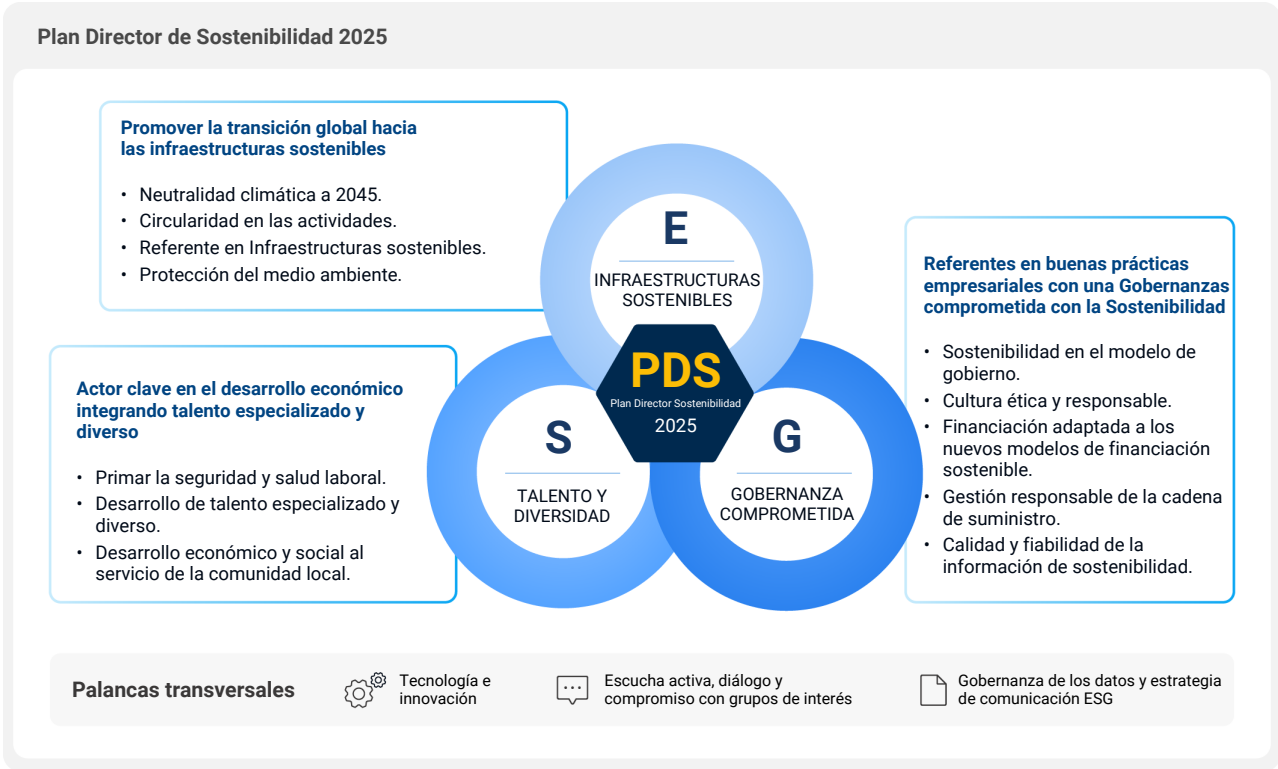 Plan Director de Sostenibilidad 2025
Promover la transición global hacia
las infraestructuras sostenibles
• Neutralidad climática a 2045.
• Circularidad en las actividades.
• Referente en Infraestructuras sostenibles.
• Protección del medio ambiente.
E
INFRAESTRUCTURAS
SOSTENIBLES
Referentes en buenas prácticas
empresariales con una Gobernanzas
comprometida con la Sostenibilidad
• Sostenibilidad en el modelo de
gobierno.
• Cultura ética y responsable.
• Financiación adaptada a los
nuevos modelos de financiación
sostenible.
• Gestión responsable de la cadena
de suministro.
• Calidad y fiabilidad de la
información de sostenibilidad.
PDS
Plan Director Sostenibilidad
2025
Actor clave en el desarrollo económico
integrando talento especializado y
diverso
• Primar la seguridad y salud laboral.
• Desarrollo de talento especializado y
diverso.
• Desarrollo económico y social al
servicio de la comunidad local.
S
TALENTO Y
DIVERSIDAD
G
GOBERNANZA
COMPROMETIDA
Palancas transversales
Tecnología e
innovación
Escucha activa, diálogo y
compromiso con grupos de interés
Gobernanza de los datos y estrategia
de comunicación ESG